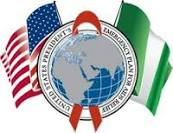 UNITED STATES PRESIDENT'S
EMERGENCY PLAN FOR AIDS RELIEF